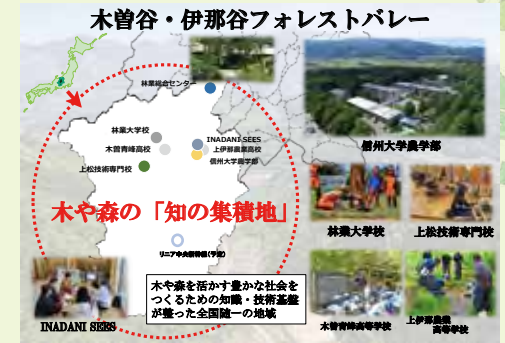 木曽谷・伊那谷フォレストバレー
林業総合センター
林業大学校
木曽青峰高校
上松技術専門校
INADANI SEES
上伊那農業高校
信州大学農学部
木や森の「知の集積地」
リニア中央新幹線(予定)
木や森を活かす豊かな社会を
つくるための知識・技術基盤
が整った全国随一の地域
INADANI SEES
信州大学農学部
林業大学校
上松技術専門校
木曽青峰高等学校
上伊那農業
高等学校